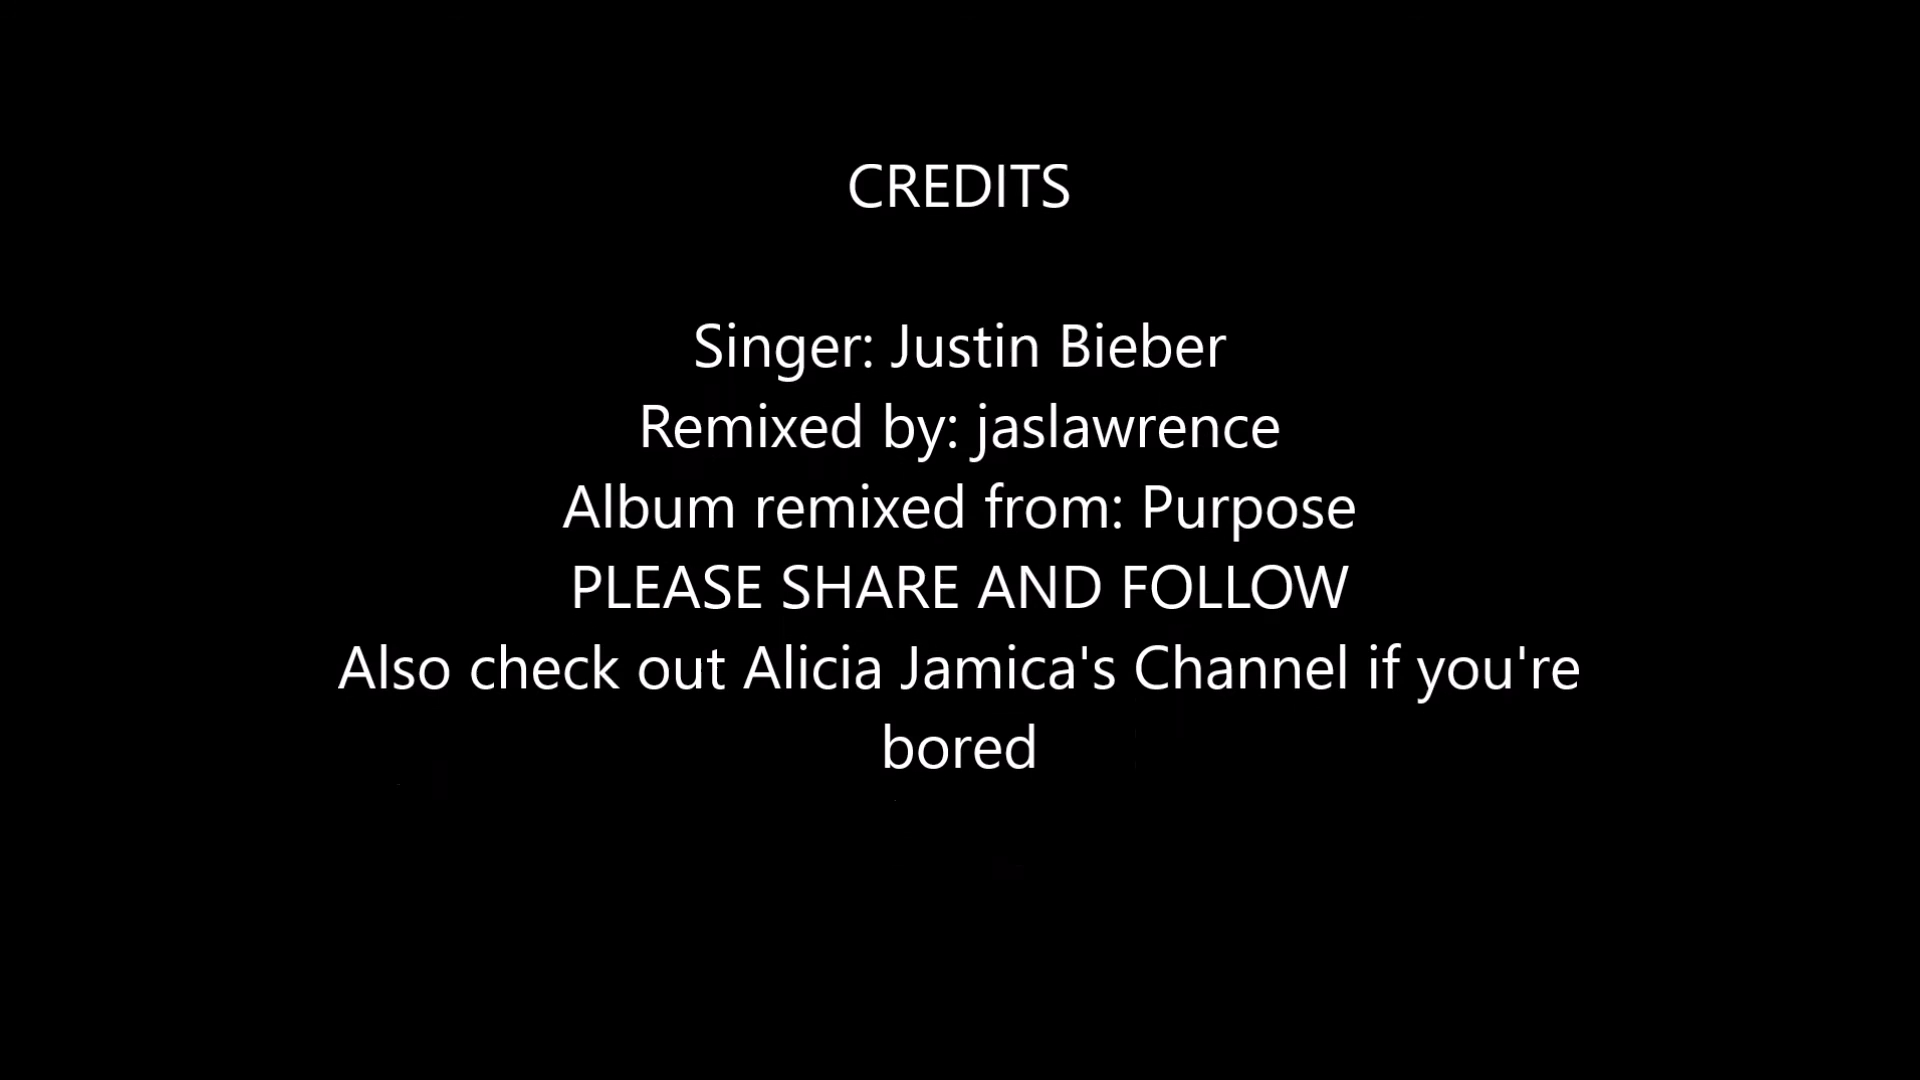 CREDITS
Singer: Justin Bieber
Remixed by: jaslawrence
Album remixed from: Purpose
PLEASE SHARE AND FOLLOW
Also check out Alicia Jamica's Channel if you're
bored